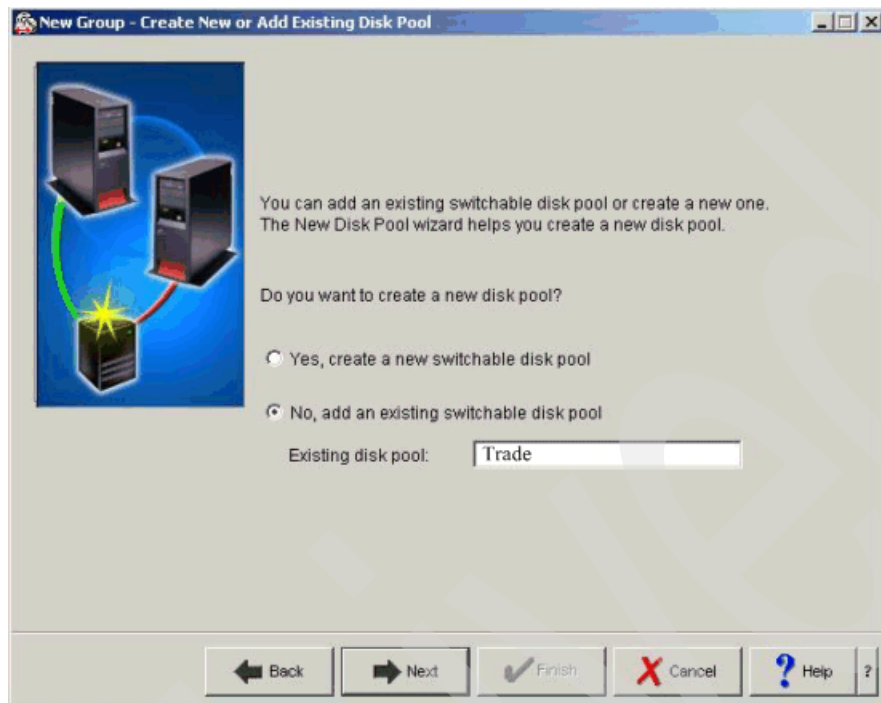 New Group - Create New or Add Existing Disk Pool
You can add an existing switchable disk pool or create a new one.
The New Disk Pool wizard helps you create a new disk pool.
Do you want to create a new disk pool?
Yes, create a new switchable disk pool
No, add an existing switchable disk pool
Existing disk pool: Trade
Back Next Finish Cancel ? Help ?